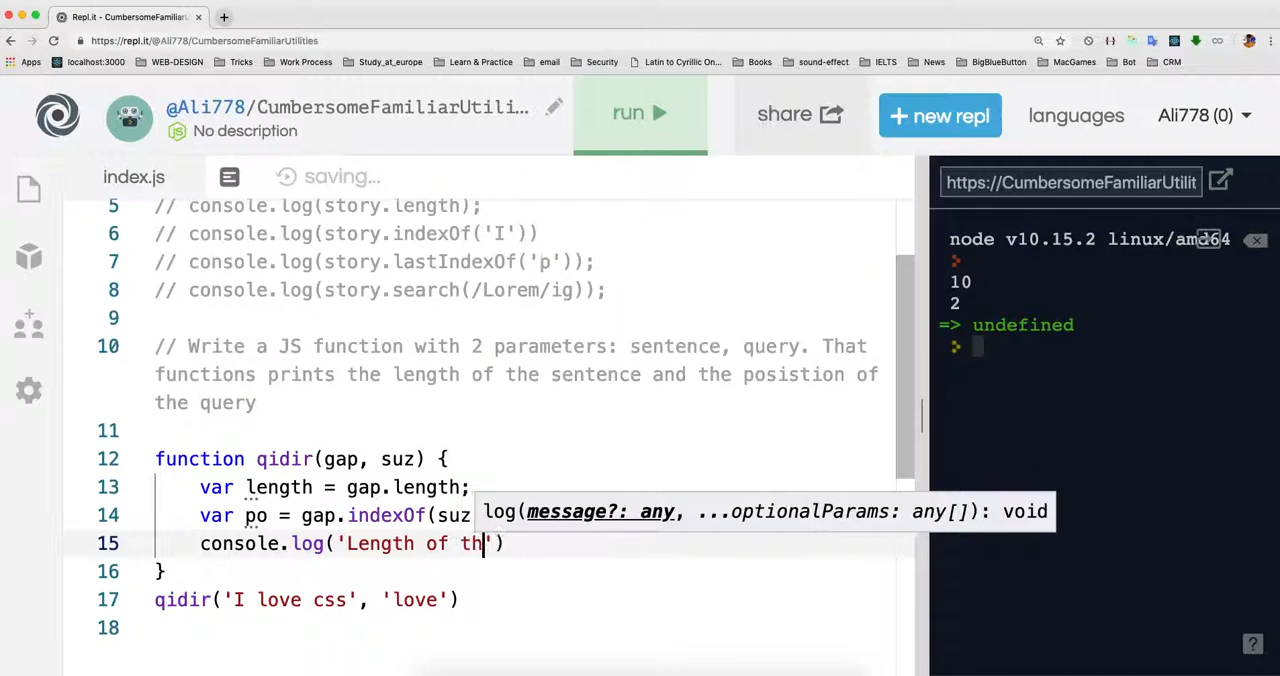 Repl.it - CumbersomeFamiliarU
https://repl.it/@Ali778/CumbersomeFamiliarUtilities
Apps localhost:3000 WEB-DESIGN Tricks Work Process Study_at_europe Learn & Practice email Security Latin to Cyrillic On... Books sound-effect IELTS News BigBlueButton MacGames Bot CRM
@Ali778/CumbersomeFamiliarUtili...
No description
run
share
+ new repl
languages
Ali778 (0)
index.js
saving...
5 // console.log(story.length);
6 // console.log(story.indexOf('I'))
7 // console.log(story.lastIndexOf('p'));
8 // console.log(story.search(/Lorem/ig));
9
10 // Write a JS function with 2 parameters: sentence, query. That
functions prints the length of the sentence and the posistion of
the query
11
12 function qidir(gap, suz) {
13 var length = gap.length;
14 var po = gap.indexOf(suz
log(message?: any, ...optionalParams: any[]): void
15 console.log('Length of th')
16 }
17 qidir('I love css', 'love')
18
https://CumbersomeFamiliarUtilit
node v10.15.2 linux/amd64
10
2
=> undefined
?